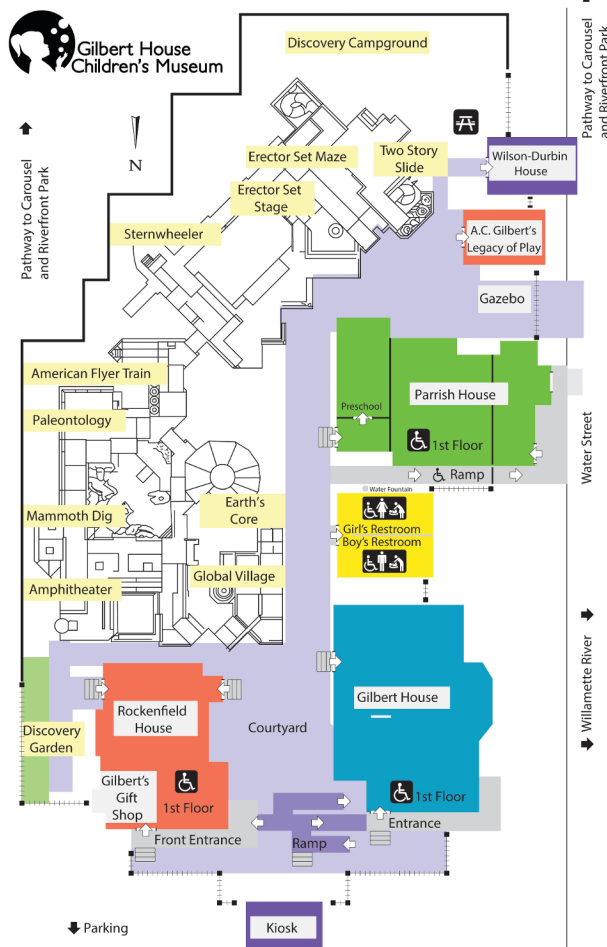 Gilbert House
Children's Museum
Discovery Campground
Pathway to Carousel
and Riverfront Park
Pathway to Carousel
and Riverfront Park
N
Erector Set Maze
Two Story
Slide
Wilson-Durbin
House
Erector Set
Stage
A.C. Gilbert's
Legacy of Play
Sternwheeler
Gazebo
American Flyer Train
Parrish House
Preschool
Paleontology
1st Floor
Water Street
Ramp
Water Fountain
Earth's
Core
Mammoth Dig
Girl's Restroom
Boy's Restroom
Global Village
Amphitheater
Willamette River
Gilbert House
Rockenfield
House
Courtyard
Discovery
Garden
Gilbert's
Gift
Shop
1st Floor
1st Floor
Entrance
Front Entrance
Ramp
Parking
Kiosk